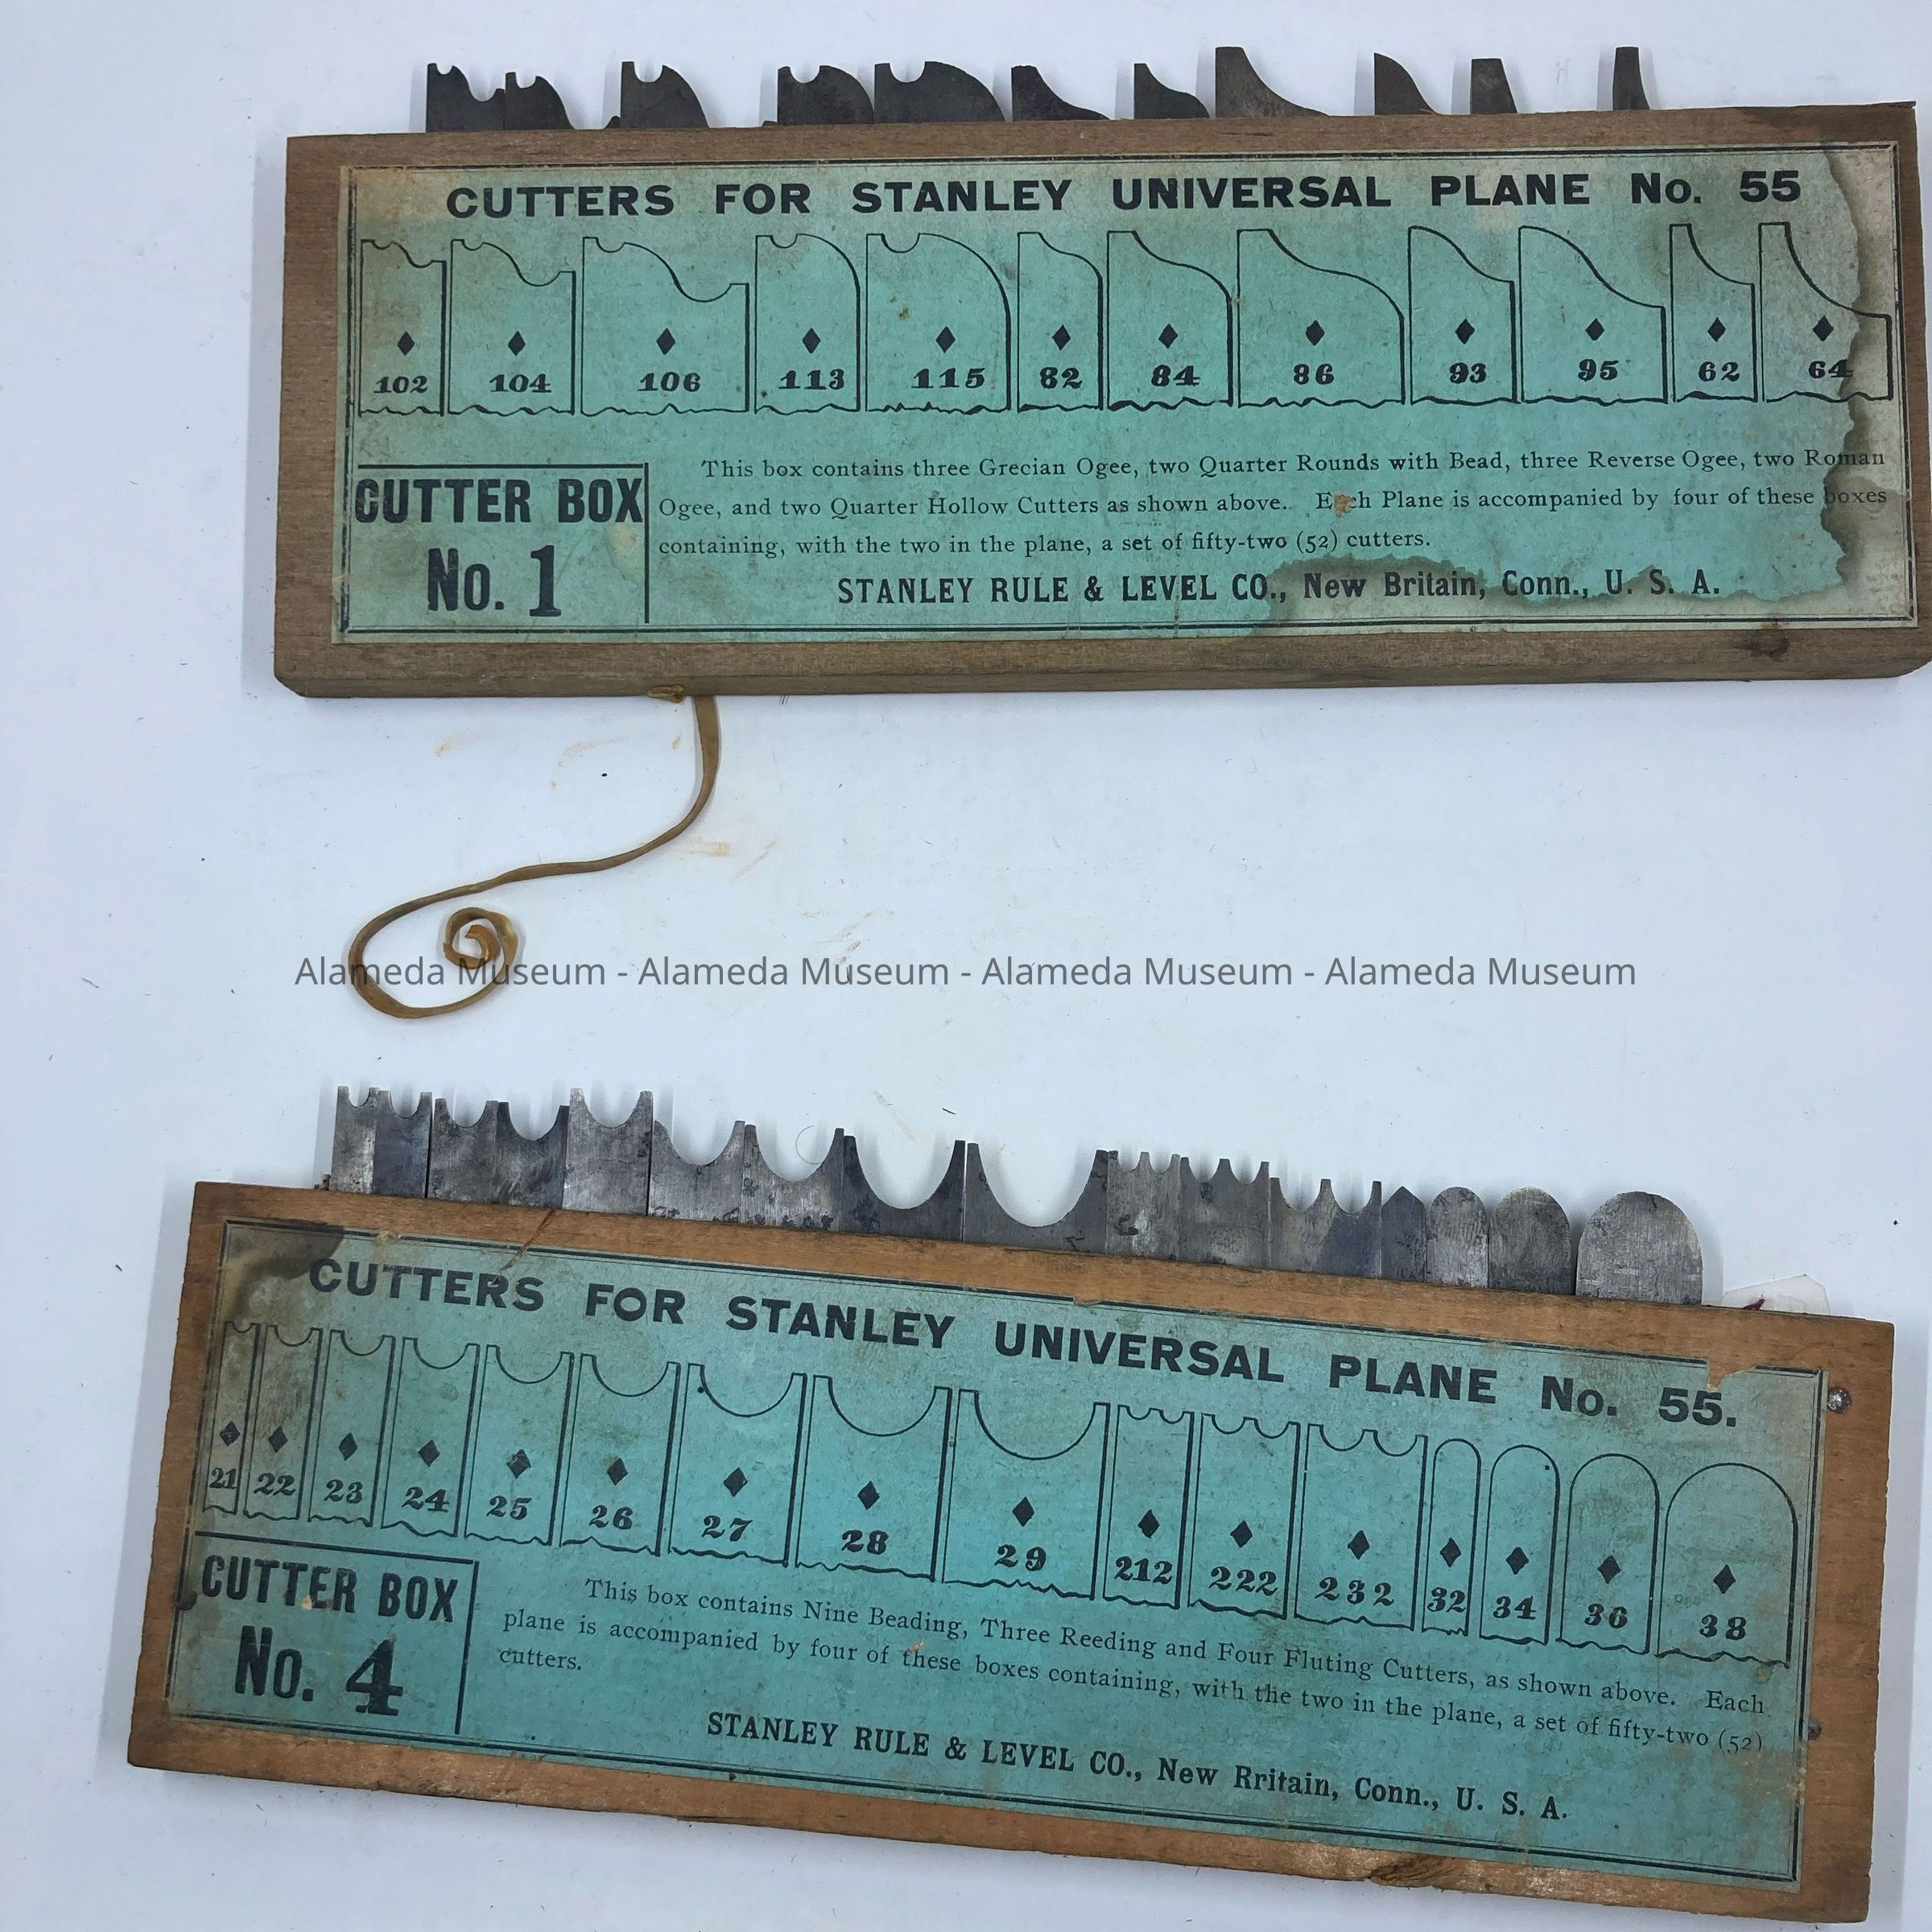 CUTTERS FOR STANLEY UNIVERSAL PLANE No. 55
102 104 106 113 115 82 84 86 93 95 62 64
This box contains three Grecian Ogee, two Quarter Rounds with Bead, three Reverse Ogee, two Roman
Ogee, and two Quarter Hollow Cutters as shown above. Each Plane is accompanied by four of these boxes
containing, with the two in the plane, a set of fifty-two (52) cutters.
CUTTER BOX
No. 1
STANLEY RULE & LEVEL CO., New Britain, Conn., U. S. A.
Alameda Museum - Alameda Museum - Alameda Museum - Alameda Museum
CUTTERS FOR STANLEY UNIVERSAL PLANE No. 55.
21 22 23 24 25 26 27 28 29 212 222 232 32 34 36 38
CUTTER BOX
No. 4
This box contains Nine Beading, Three Reeding and Four Fluting Cutters, as shown above. Each
plane is accompanied by four of these boxes containing, with the two in the plane, a set of fifty-two (52)
cutters.
STANLEY RULE & LEVEL CO., New Rritain, Conn., U. S. A.